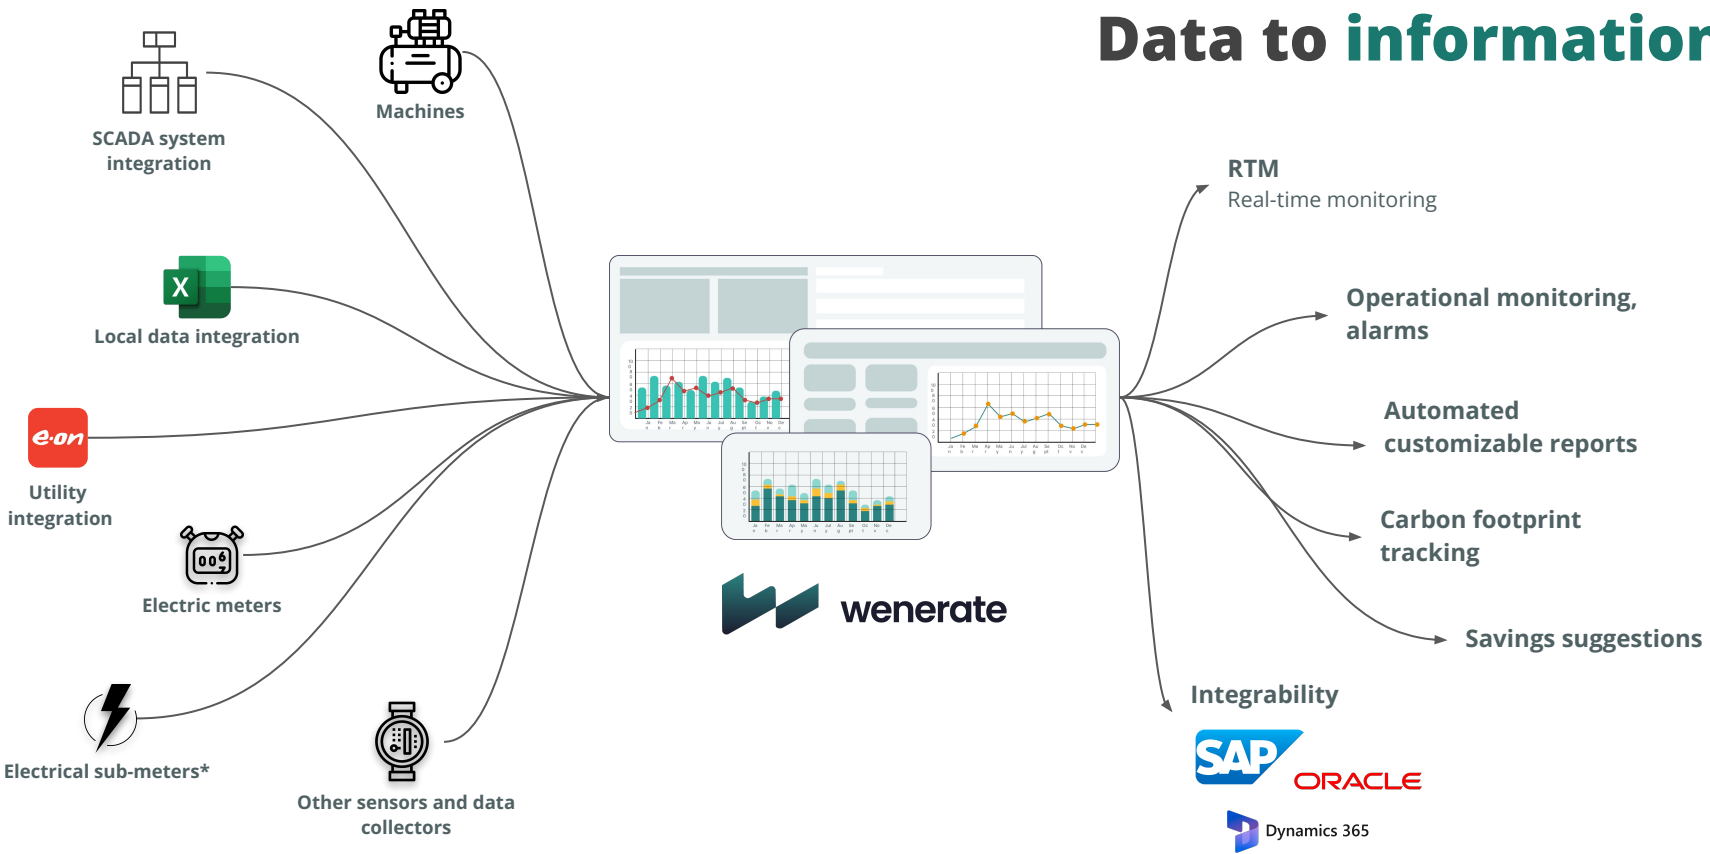 Data to information
SCADA system
integration
Machines
X
Local data integration
e·on
Utility
integration
Electric meters
Electrical sub-meters*
Other sensors and data
collectors
wenerate
RTM
Real-time monitoring
Operational monitoring,
alarms
Automated
customizable reports
Carbon footprint
tracking
Savings suggestions
Integrability
SAP
ORACLE
Dynamics 365